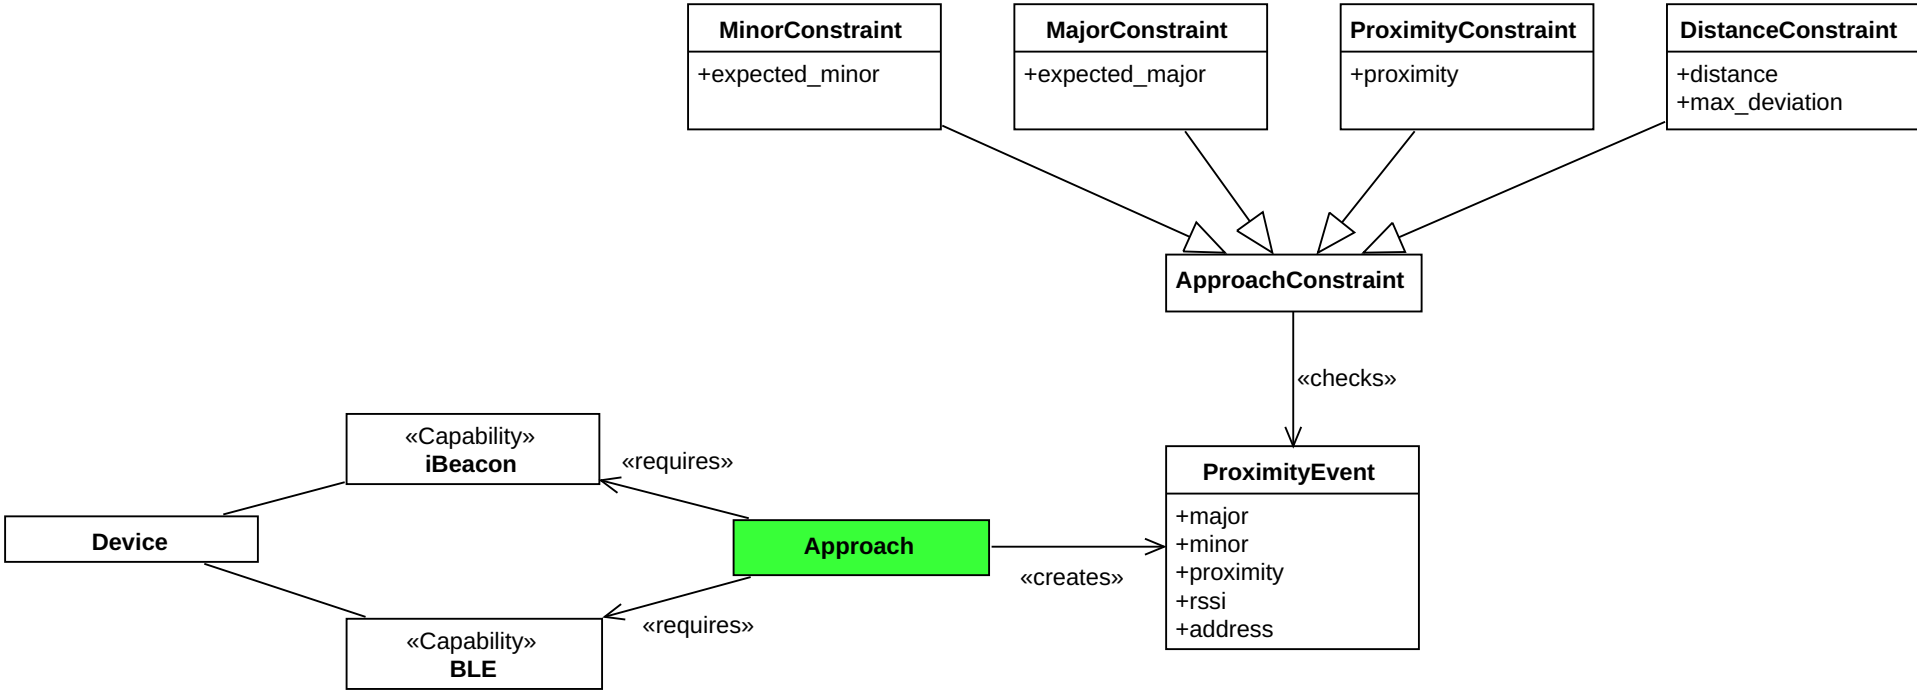 MinorConstraint
+expected_minor
MajorConstraint
+expected_major
ProximityConstraint
+proximity
DistanceConstraint
+distance
+max_deviation
ApproachConstraint
«checks»
«Capability»
iBeacon
«requires»
Device
Approach
«creates»
«requires»
«Capability»
BLE
ProximityEvent
+major
+minor
+proximity
+rssi
+address